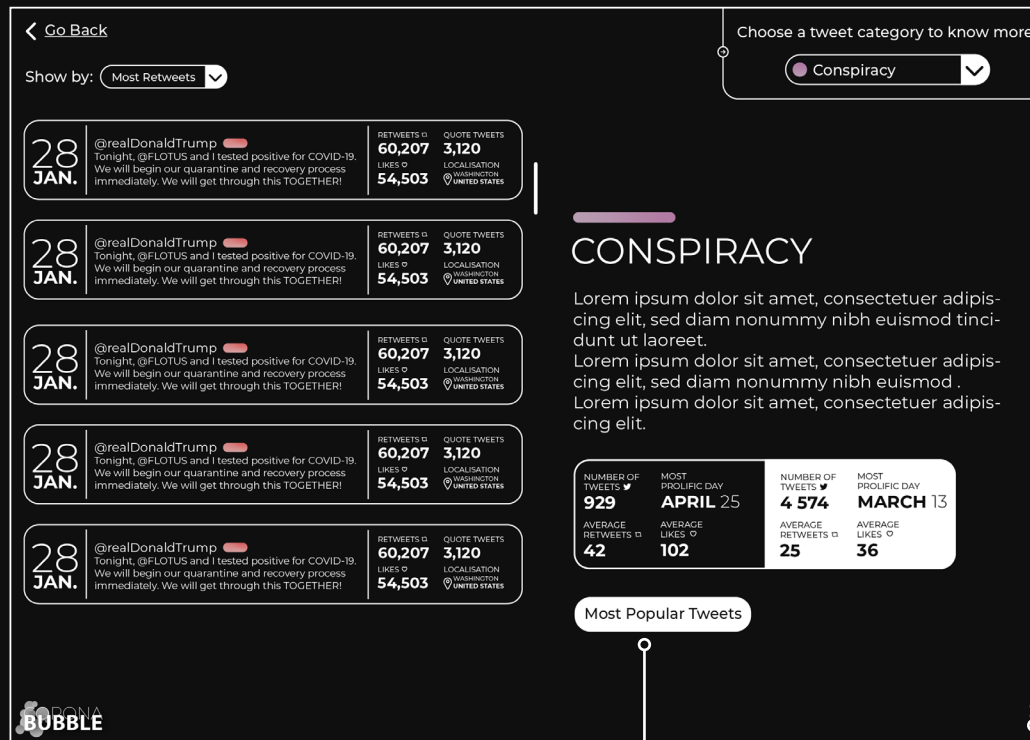 Go Back
Choose a tweet category to know more
Show by: Most Retweets
Conspiracy
28
JAN.
@realDonaldTrump
Tonight, @FLOTUS and I tested positive for COVID-19.
We will begin our quarantine and recovery process
immediately. We will get through this TOGETHER!
RETWEETS QUOTE TWEETS
60,207 3,120
LIKES LOCALISATION
54,503 WASHINGTON
UNITED STATES
28
JAN.
@realDonaldTrump
Tonight, @FLOTUS and I tested positive for COVID-19.
We will begin our quarantine and recovery process
immediately. We will get through this TOGETHER!
RETWEETS QUOTE TWEETS
60,207 3,120
LIKES LOCALISATION
54,503 WASHINGTON
UNITED STATES
28
JAN.
@realDonaldTrump
Tonight, @FLOTUS and I tested positive for COVID-19.
We will begin our quarantine and recovery process
immediately. We will get through this TOGETHER!
RETWEETS QUOTE TWEETS
60,207 3,120
LIKES LOCALISATION
54,503 WASHINGTON
UNITED STATES
28
JAN.
@realDonaldTrump
Tonight, @FLOTUS and I tested positive for COVID-19.
We will begin our quarantine and recovery process
immediately. We will get through this TOGETHER!
RETWEETS QUOTE TWEETS
60,207 3,120
LIKES LOCALISATION
54,503 WASHINGTON
UNITED STATES
28
JAN.
@realDonaldTrump
Tonight, @FLOTUS and I tested positive for COVID-19.
We will begin our quarantine and recovery process
immediately. We will get through this TOGETHER!
RETWEETS QUOTE TWEETS
60,207 3,120
LIKES LOCALISATION
54,503 WASHINGTON
UNITED STATES
CONSPIRACY
Lorem ipsum dolor sit amet, consectetuer adipis-
cing elit, sed diam nonummy nibh euismod tinci-
dunt ut laoreet.
Lorem ipsum dolor sit amet, consectetuer adipis-
cing elit, sed diam nonummy nibh euismod .
Lorem ipsum dolor sit amet, consectetuer adipis-
cing elit.
NUMBER OF MOST
TWEETS PROLIFIC DAY
929 APRIL 25
AVERAGE AVERAGE
RETWEETS LIKES
42 102
NUMBER OF MOST
TWEETS PROLIFIC DAY
4 574 MARCH 13
AVERAGE AVERAGE
RETWEETS LIKES
25 36
Most Popular Tweets
CORONA
BUBBLE